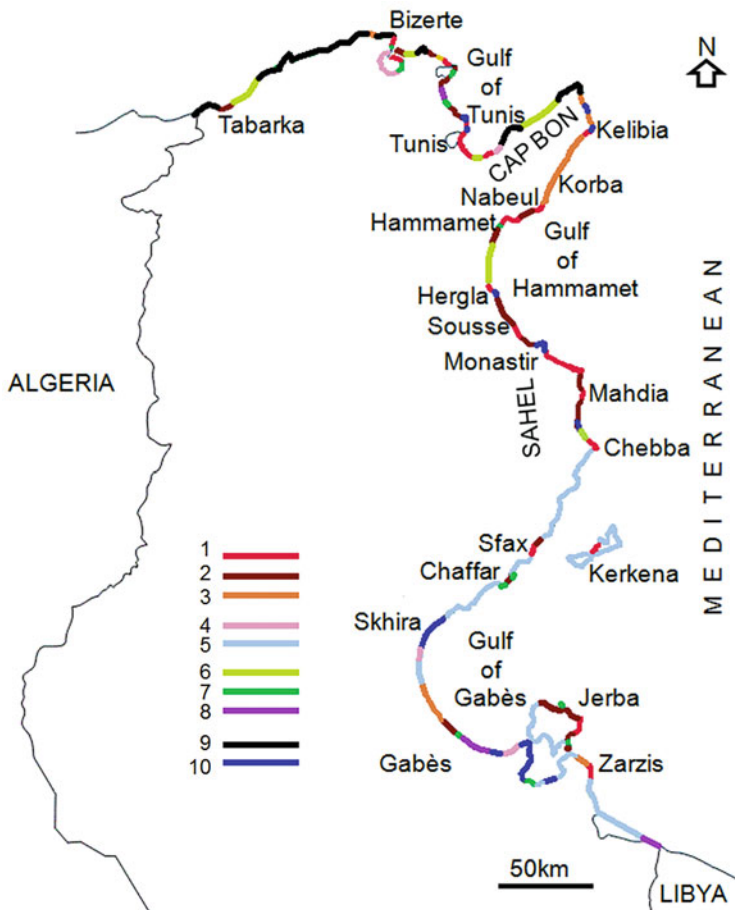 Bizerte
Gulf
of
Tunis
N
Tabarka
Tunis
CAP BON
Kelibia
Nabeul
Korba
Hammamet
Gulf
of
Hammamet
Hergla
Sousse
Monastir
ALGERIA
SAHEL
Mahdia
MEDITERRANEAN
Chebba
1
2
3
4
5
6
7
8
9
10
Sfax
Chaffar
Kerkena
Skhira
Gulf
of
Gabès
Jerba
Gabès
Zarzis
50km
LIBYA